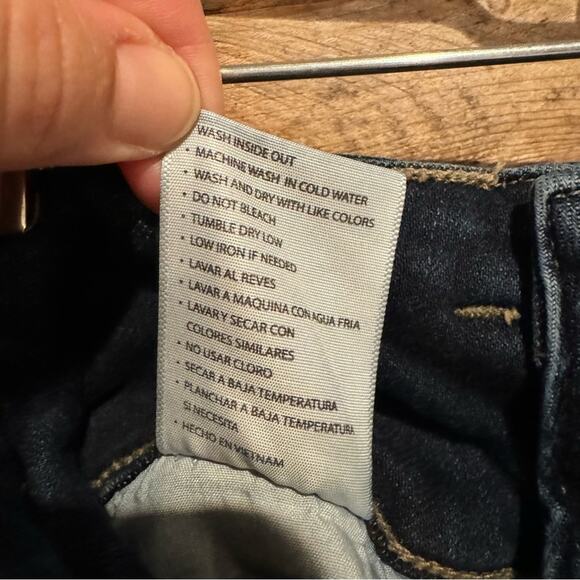 WASH INSIDE OUT
• MACHINE WASH IN COLD WATER
• WASH AND DRY WITH LIKE COLORS
• DO NOT BLEACH
• TUMBLE DRY LOW
• LOW IRON IF NEEDED
• LAVAR AL REVES
• LAVAR A MAQUINA CON AGUA FRIA
• LAVAR Y SECAR CON
COLORES SIMILARES
• NO USAR CLORO
• SECAR A BAJA TEMPERATURA
• PLANCHAR A BAJA TEMPERATURA
SI NECESITA
• HECHO EN VIETNAM